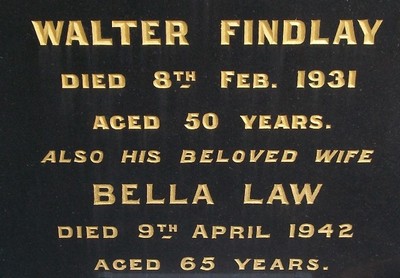 WALTER FINDLAY
DIED 8TH FEB. 1931
AGED 50 YEARS.
ALSO HIS BELOVED WIFE
BELLA LAW
DIED 9TH APRIL 1942
AGED 65 YEARS.